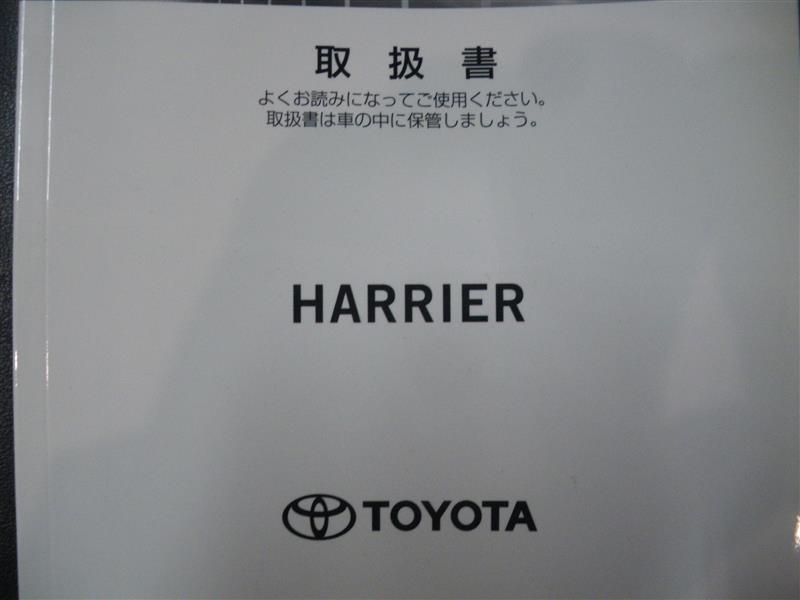 取扱書
よくお読みになってご使用ください。
取扱書は車の中に保管しましょう。
HARRIER
TOYOTA